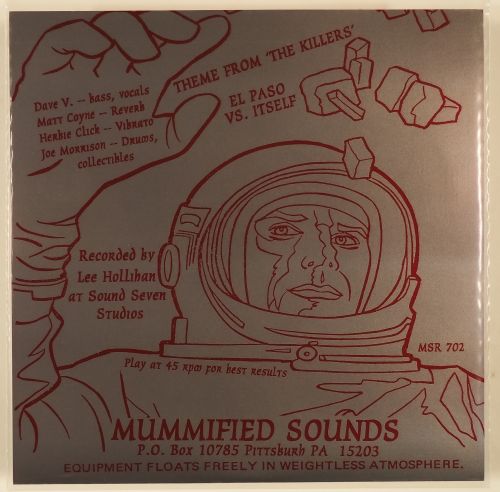 THEME FROM 'THE KILLERS'
EL PASO
VS. ITSELF
Dave V. -- bass, vocals
Matt Coyne -- Reverb
Herbie Click -- Vibrato
Joe Morrison -- Drums,
collectibles
Recorded by
Lee Hollihan
at Sound Seven
Studios
MSR 702
Play at 45 rpm for best results
MUMMIFIED SOUNDS
P.O. Box 10785 Pittsburh PA 15203
EQUIPMENT FLOATS FREELY IN WEIGHTLESS ATMOSPHERE.